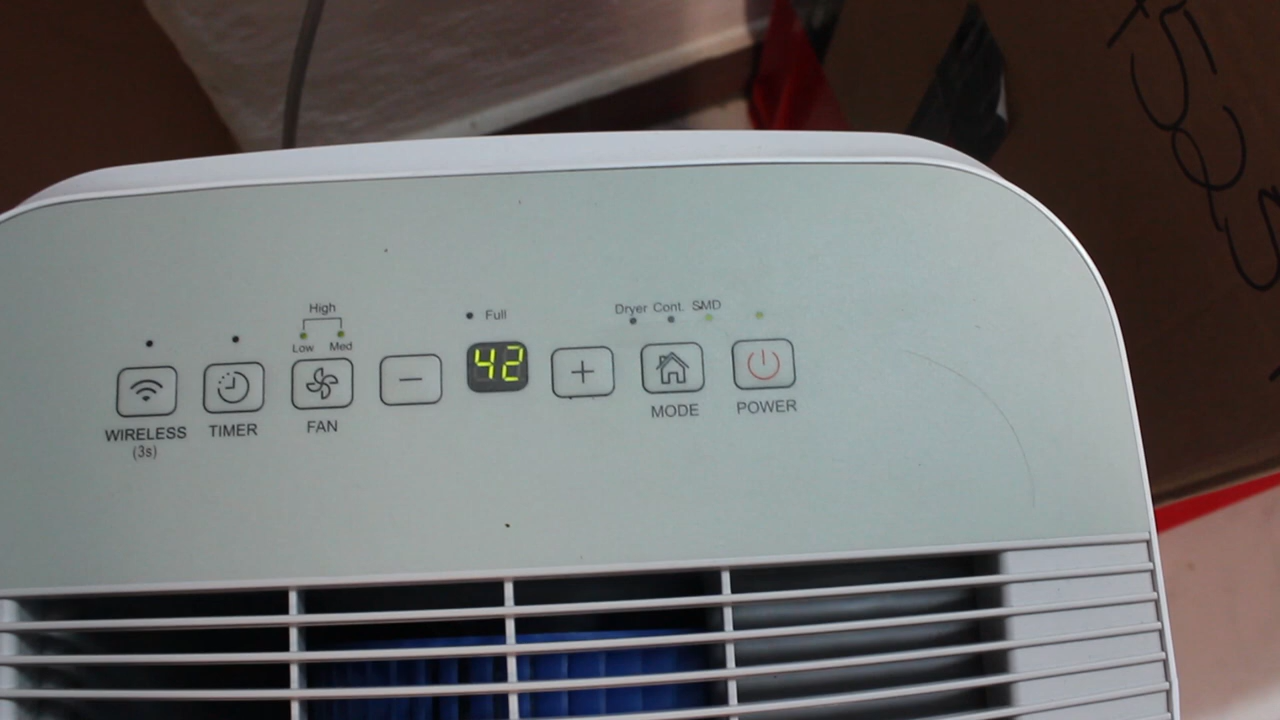 High
Low Med
Full
Dryer Cont. SMD
42
WIRELESS
(3s)
TIMER
FAN
MODE
POWER